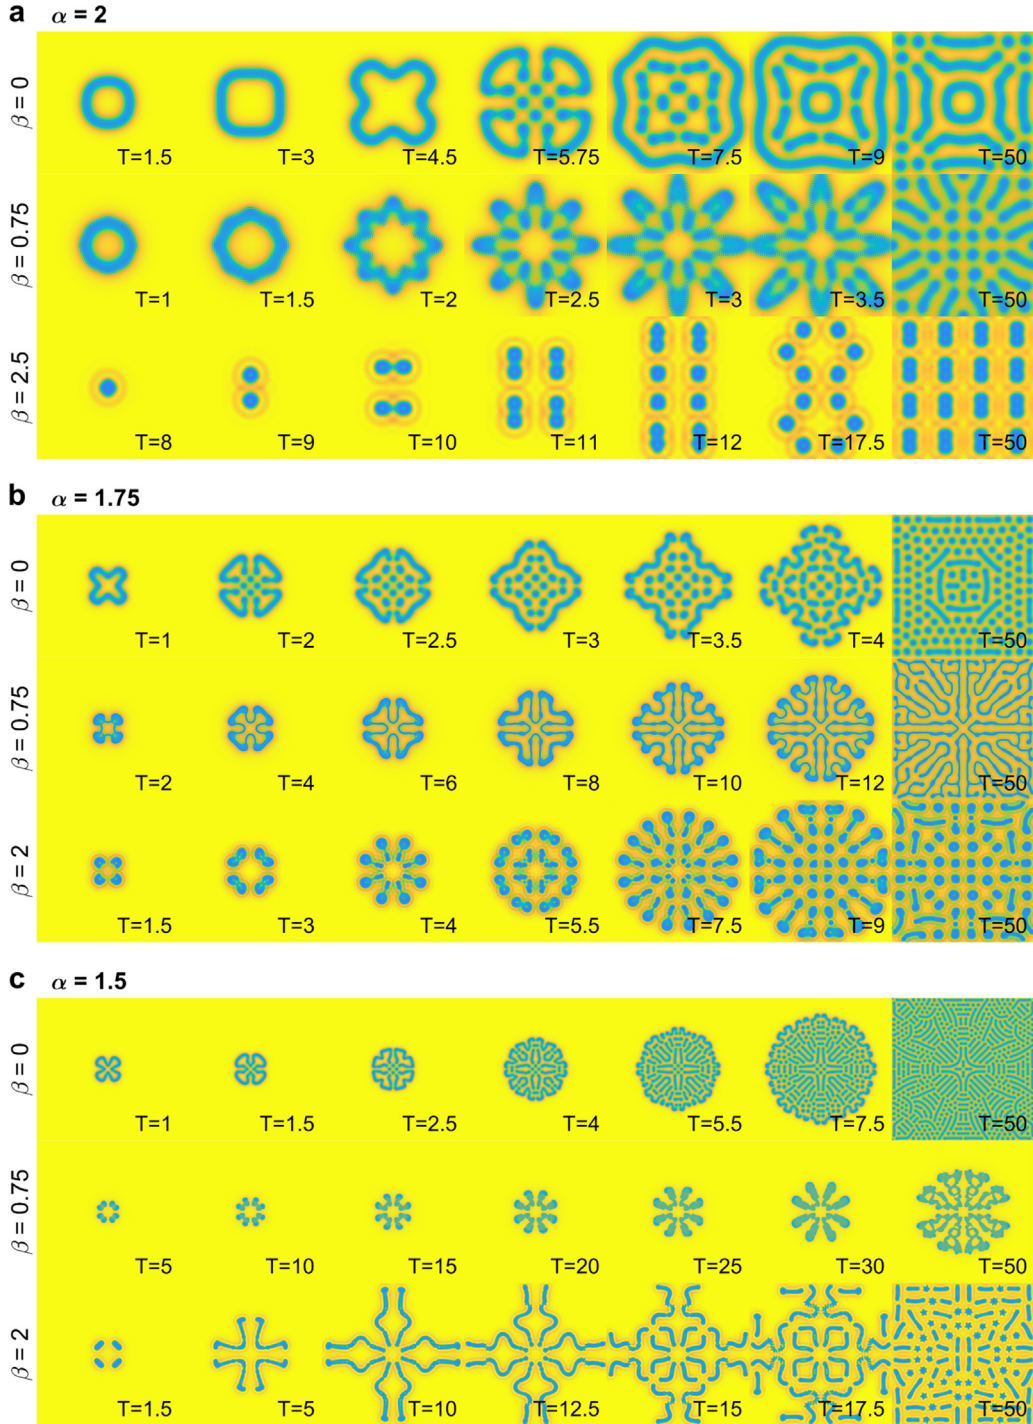 a α = 2
β = 0
T=1.5 T=3 T=4.5 T=5.75 T=7.5 T=9 T=50
β = 0.75
T=1 T=1.5 T=2 T=2.5 T=3 T=3.5 T=50
β = 2.5
T=8 T=9 T=10 T=11 T=12 T=17.5 T=50
b α = 1.75
β = 0
T=1 T=2 T=2.5 T=3 T=3.5 T=4 T=50
β = 0.75
T=2 T=4 T=6 T=8 T=10 T=12 T=50
β = 2
T=1.5 T=3 T=4 T=5.5 T=7.5 T=9 T=50
c α = 1.5
β = 0
T=1 T=1.5 T=2.5 T=4 T=5.5 T=7.5 T=50
β = 0.75
T=5 T=10 T=15 T=20 T=25 T=30 T=50
β = 2
T=1.5 T=5 T=10 T=12.5 T=15 T=17.5 T=50